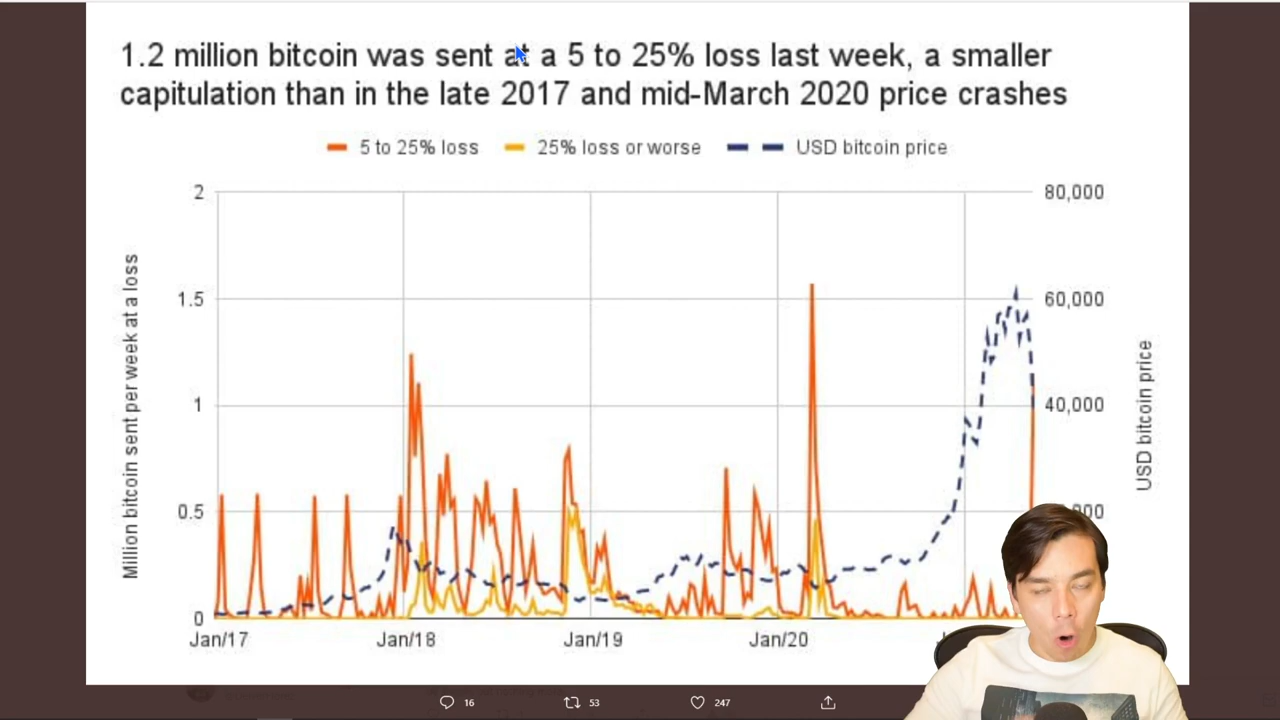 1.2 million bitcoin was sent at a 5 to 25% loss last week, a smaller
capitulation than in the late 2017 and mid-March 2020 price crashes
5 to 25% loss 25% loss or worse USD bitcoin price
Million bitcoin sent per week at a loss
2
1.5
1
0.5
0
80,000
60,000
40,000
USD bitcoin price
Jan/17 Jan/18 Jan/19 Jan/20
16 53 247